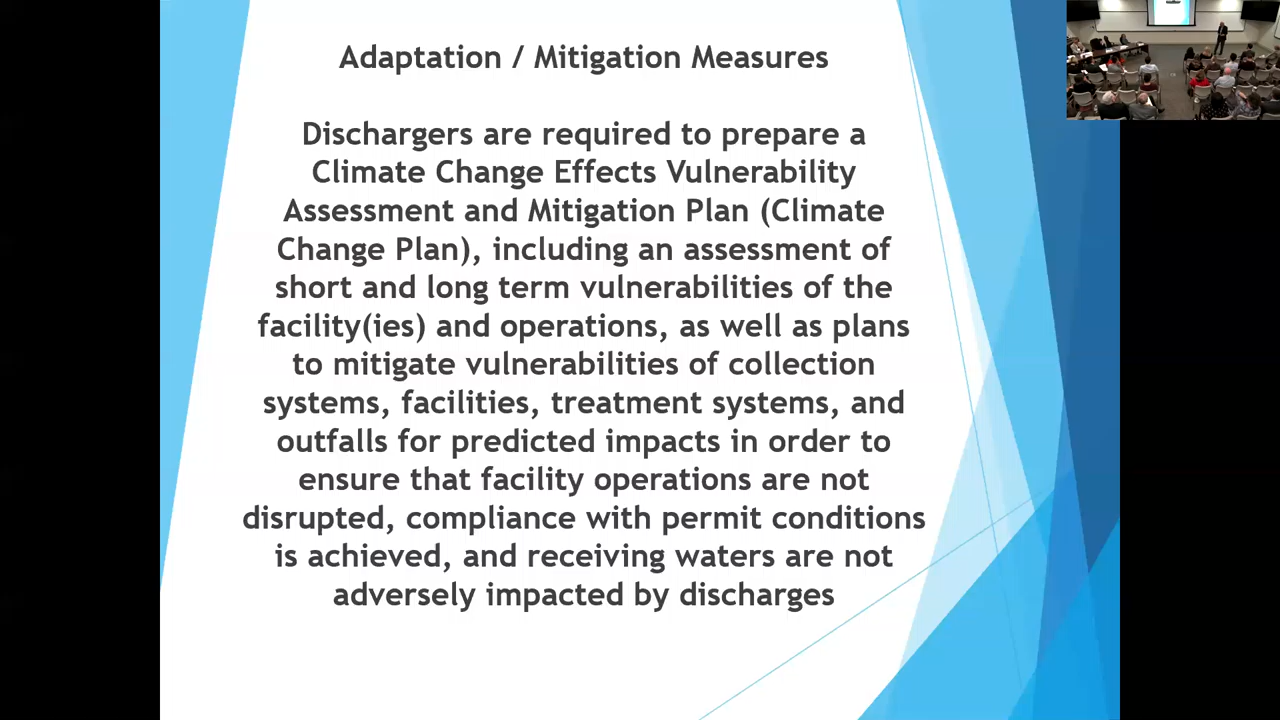 Adaptation / Mitigation Measures
Dischargers are required to prepare a
Climate Change Effects Vulnerability
Assessment and Mitigation Plan (Climate
Change Plan), including an assessment of
short and long term vulnerabilities of the
facility(ies) and operations, as well as plans
to mitigate vulnerabilities of collection
systems, facilities, treatment systems, and
outfalls for predicted impacts in order to
ensure that facility operations are not
disrupted, compliance with permit conditions
is achieved, and receiving waters are not
adversely impacted by discharges